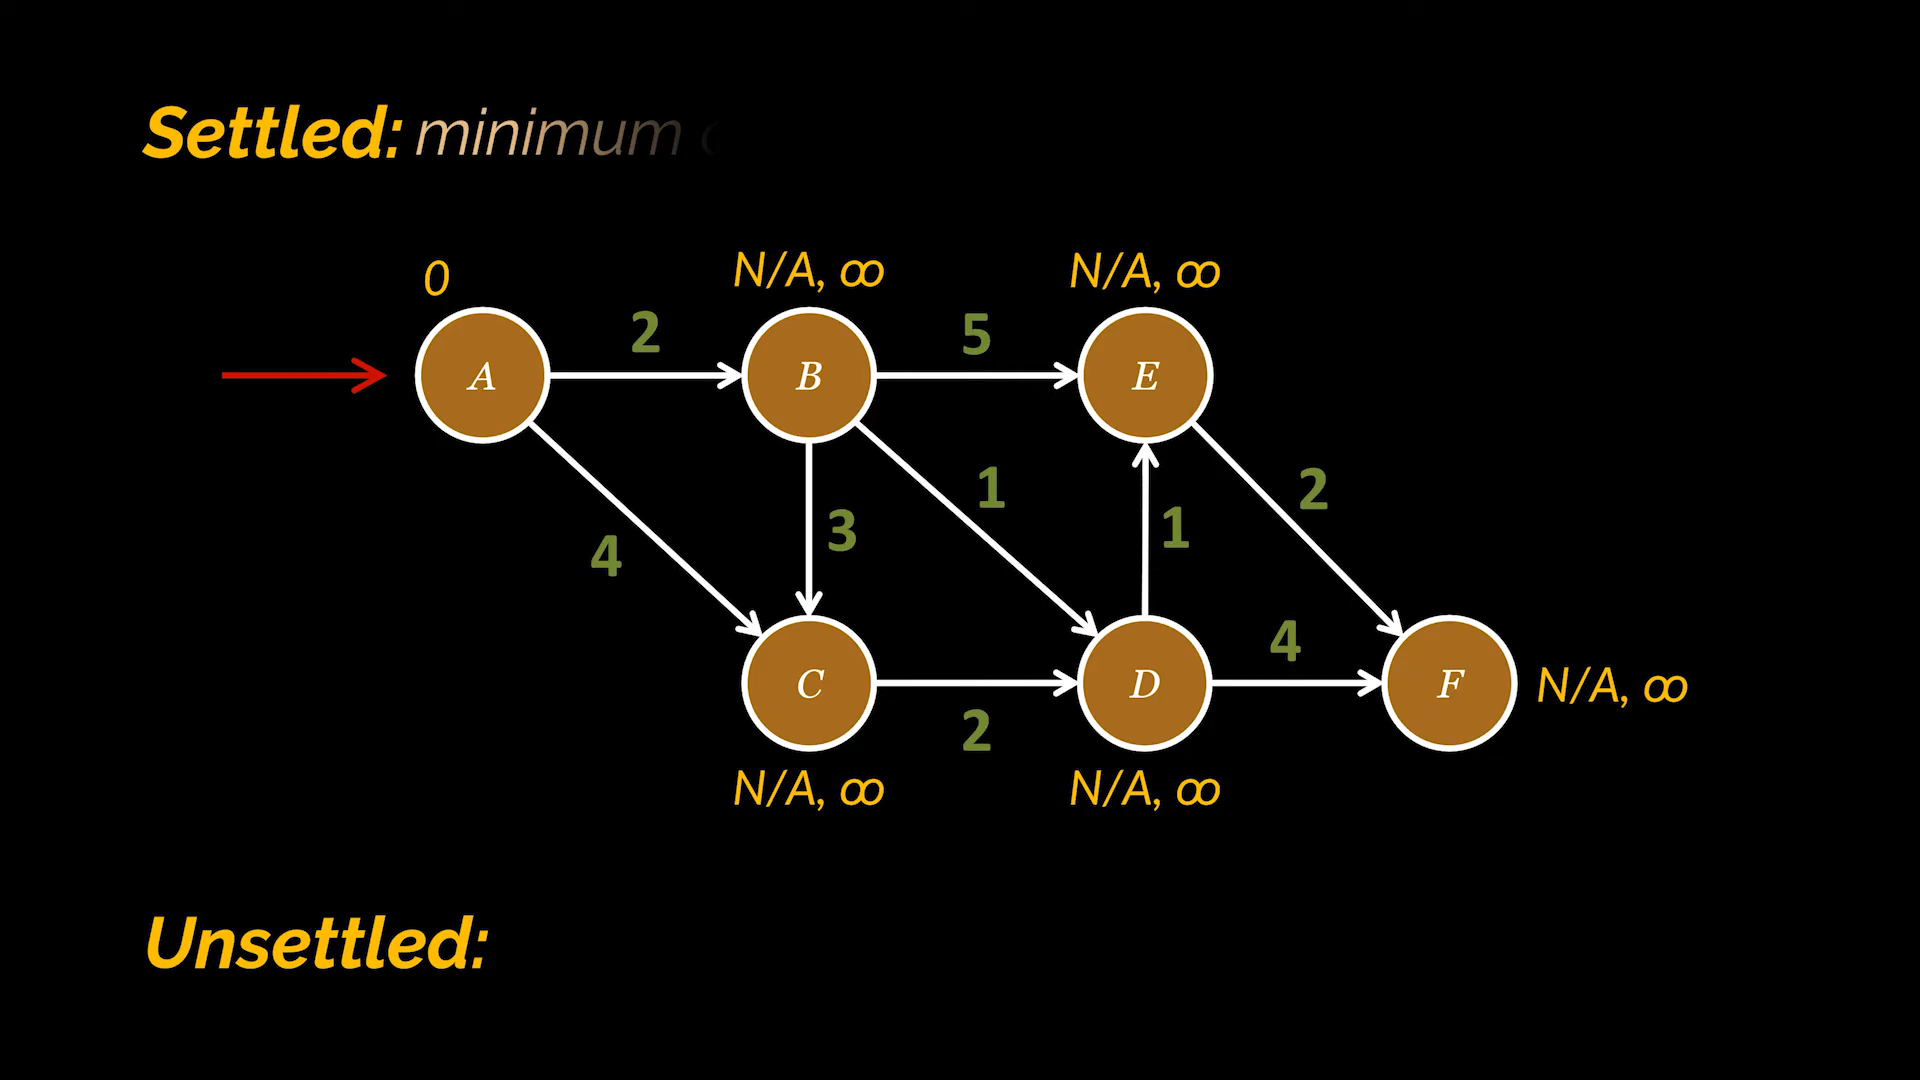 Settled: minimum
0
N/A, ∞
N/A, ∞
2
5
A
B
E
1
2
3
1
4
4
C
D
F
N/A, ∞
2
N/A, ∞
N/A, ∞
Unsettled: